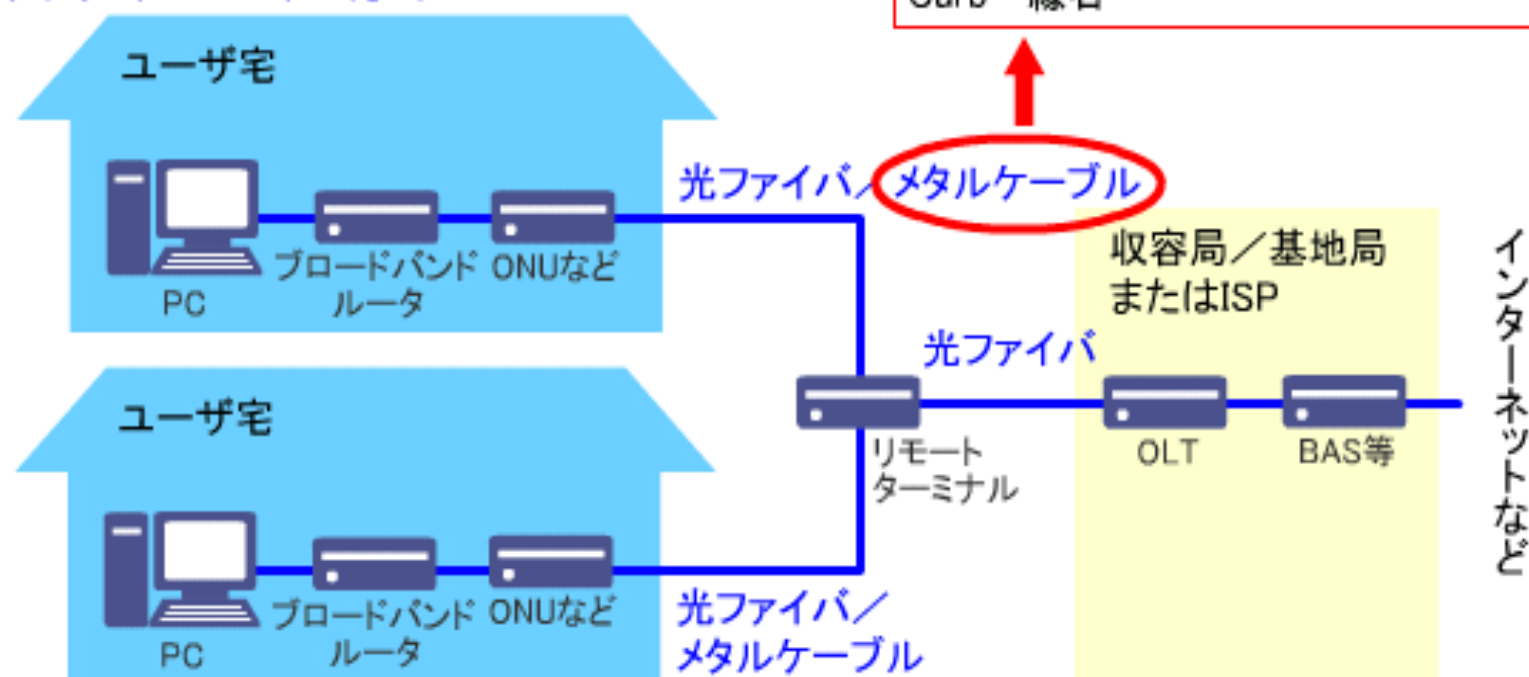 Curb 縁石
ユーザ宅
光ファイバ／メタルケーブル
PC
ブロードバンド
ルータ
ONUなど
収容局／基地局
またはISP
インターネットなど
光ファイバ
リモート
ターミナル
OLT
BAS等
ユーザ宅
PC
ブロードバンド
ルータ
ONUなど
光ファイバ／
メタルケーブル